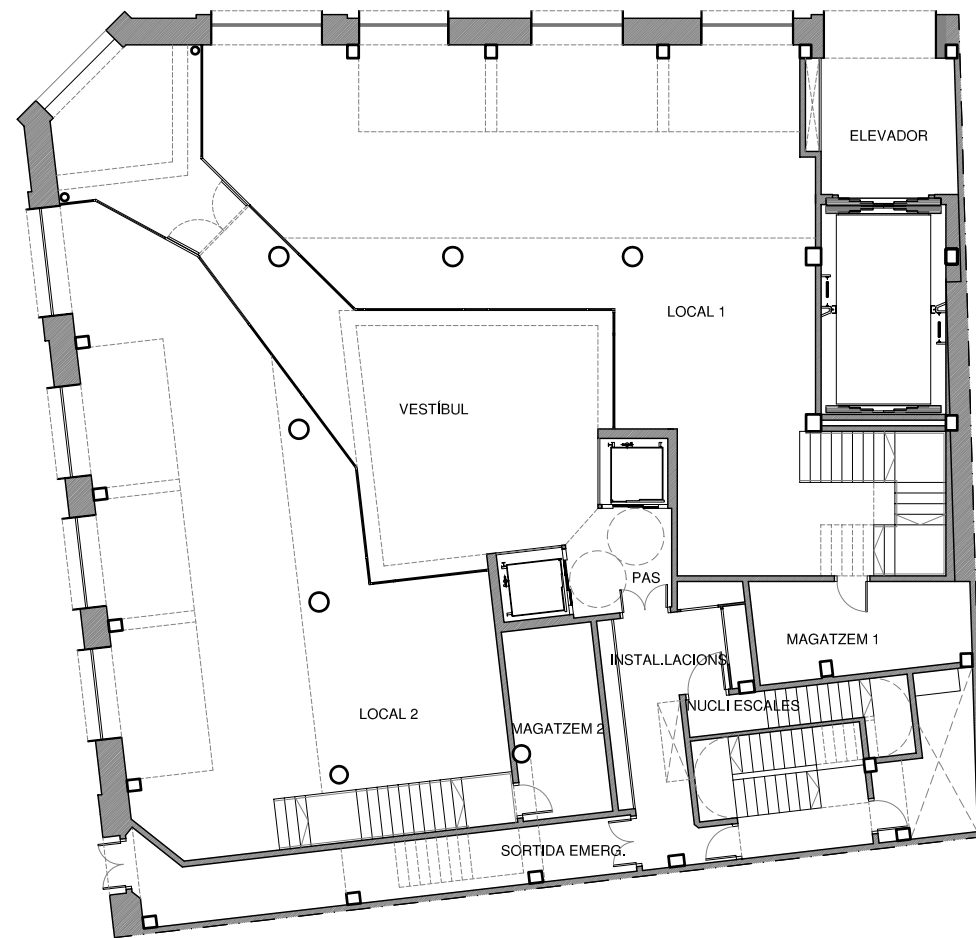 ELEVADOR
LOCAL 1
VESTÍBUL
PAS
MAGATZEM 1
INSTAL.LACIONS
NUCLI ESCALES
LOCAL 2
MAGATZEM 2
SORTIDA EMERG.